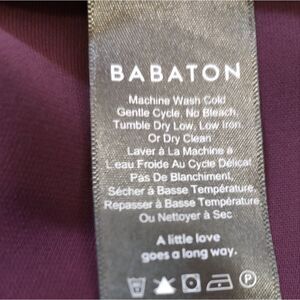 BABATON
Machine Wash Cold
Gentle Cycle, No Bleach,
Tumble Dry Low, Low Iron
Or Dry Clean
Laver à La Machine à
L'eau Froide Au Cycle Délicat
Pas De Blanchiment,
Sécher à Basse Température,
Repasser à Basse Température
Ou Nettoyer à Sec
A little love
goes a long way.